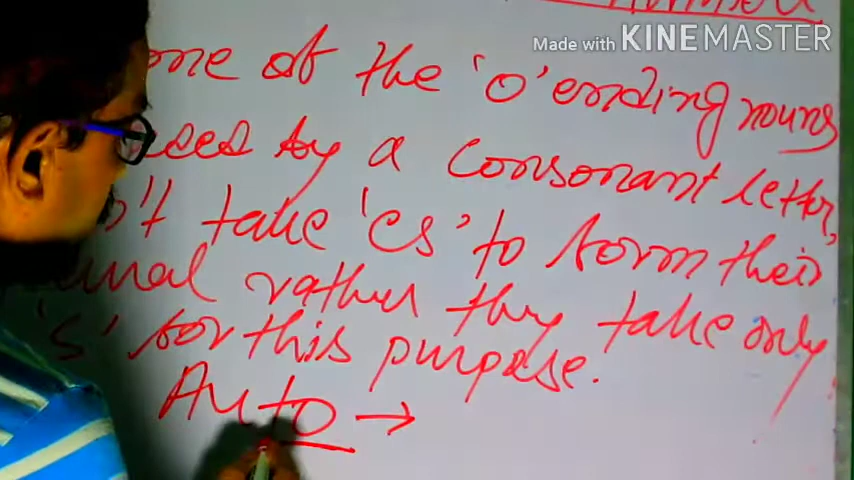 Made with KINEMASTER
of the 'o' ending nouns
by a consonant letter,
take 'es' to form their
rather they take only
's' for this purpose.
Auto →